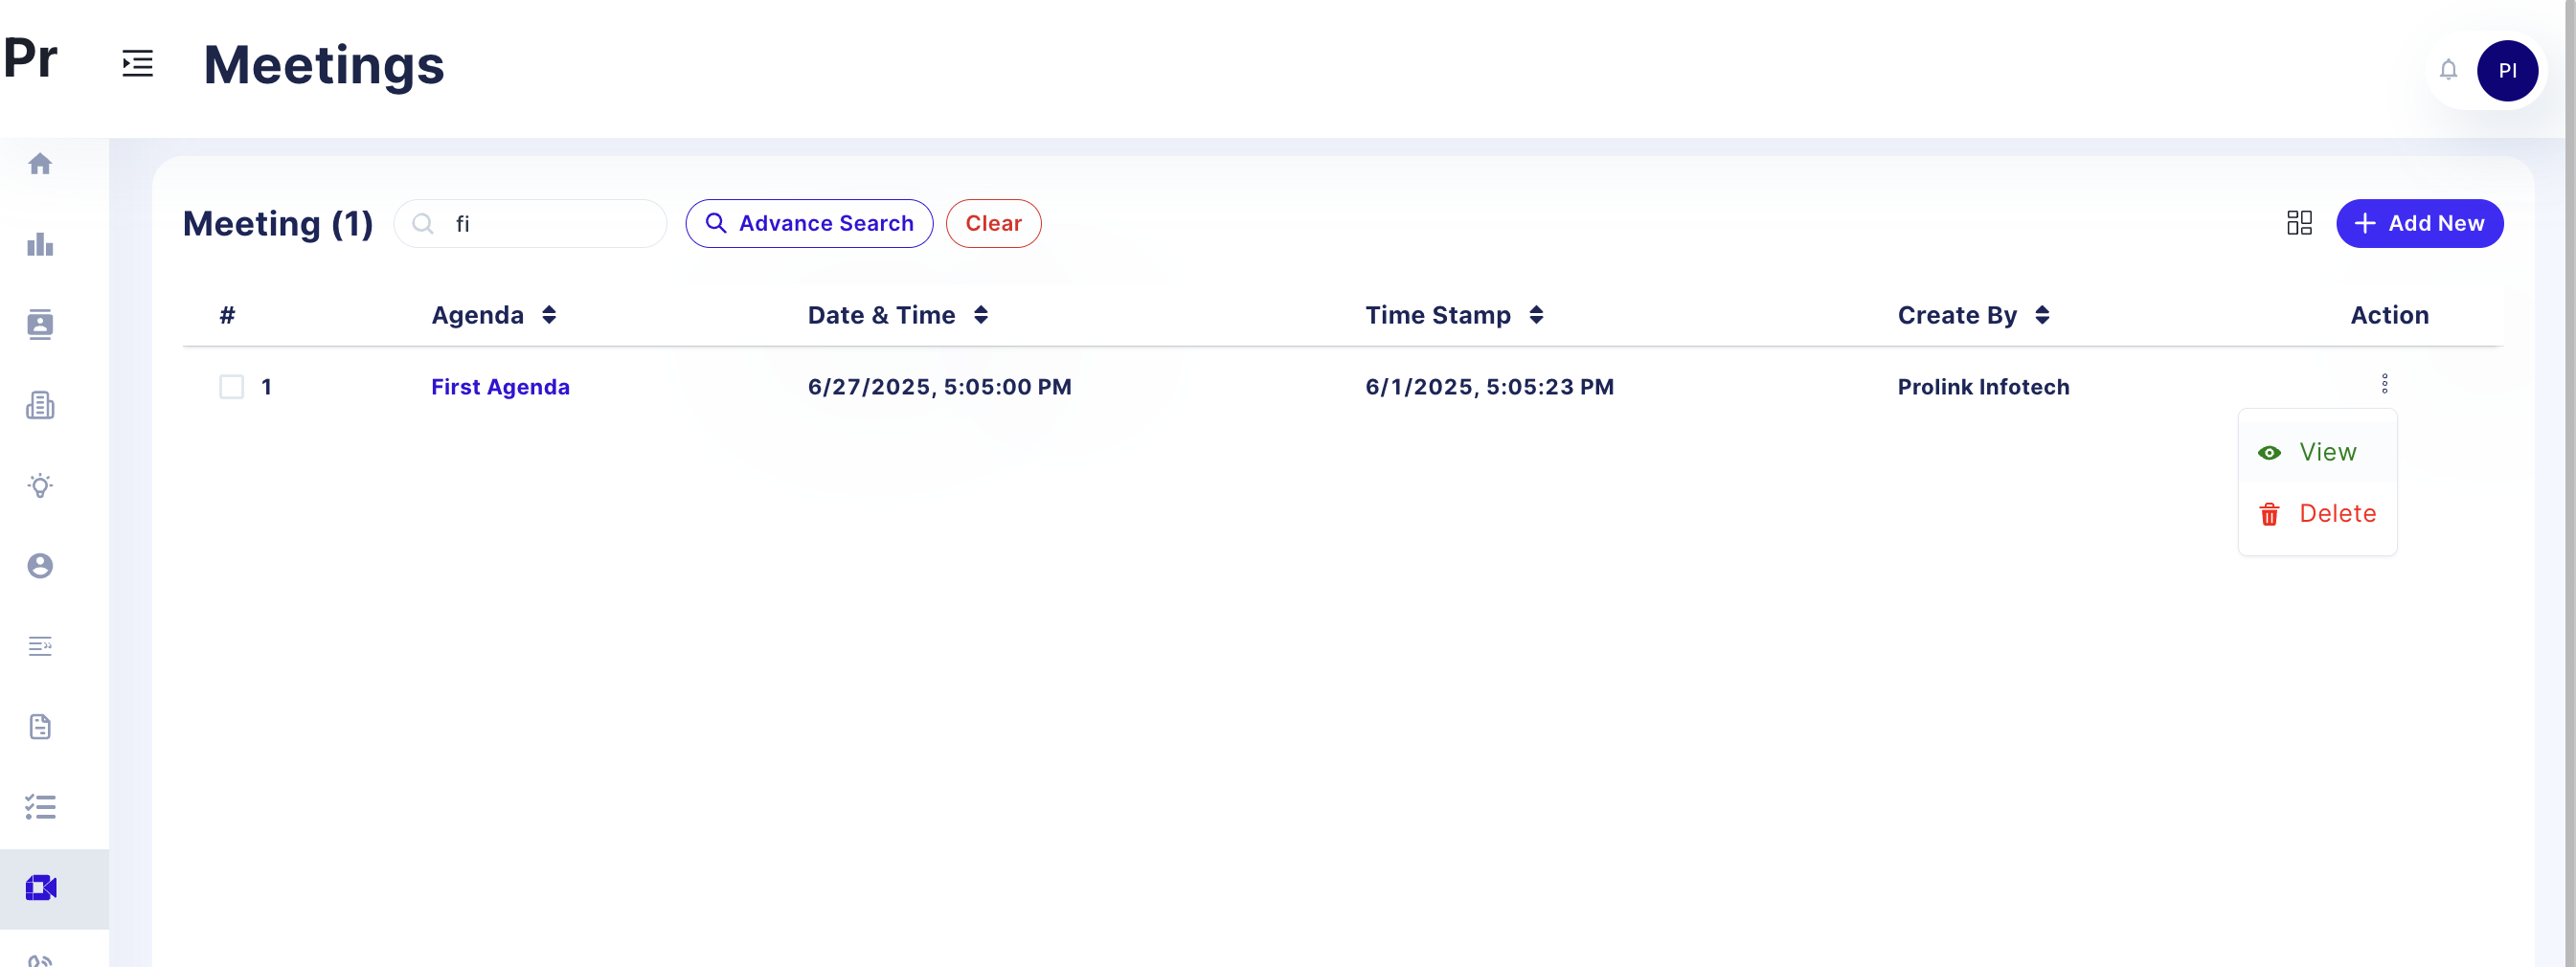 Pr
Meetings
PI
Meeting (1)
fi
Advance Search
Clear
Add New
# Agenda Date & Time Time Stamp Create By Action
1 First Agenda 6/27/2025, 5:05:00 PM 6/1/2025, 5:05:23 PM Prolink Infotech
View
Delete